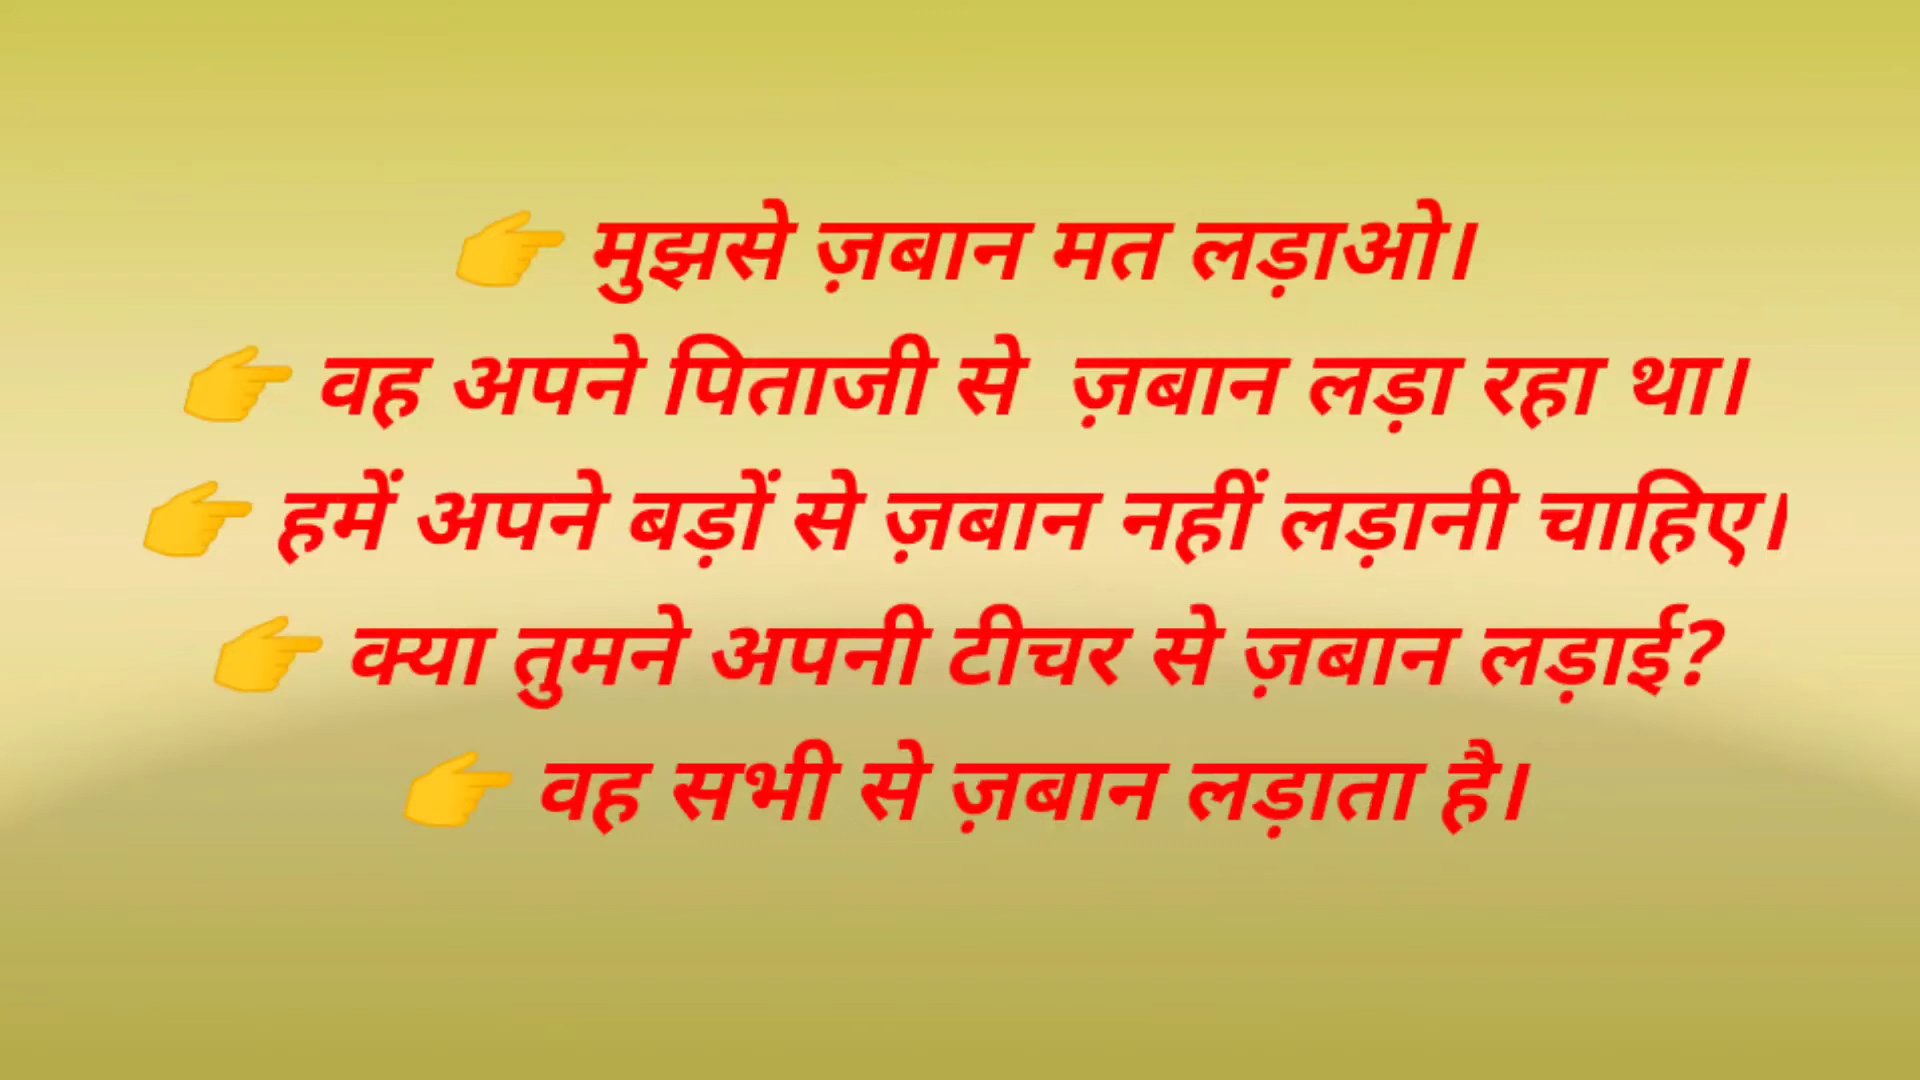 👉 मुझसे ज़बान मत लड़ाओ।
👉 वह अपने पिताजी से ज़बान लड़ा रहा था।
👉 हमें अपने बड़ों से ज़बान नहीं लड़ानी चाहिए।
👉 क्या तुमने अपनी टीचर से ज़बान लड़ाई?
👉 वह सभी से ज़बान लड़ाता है।